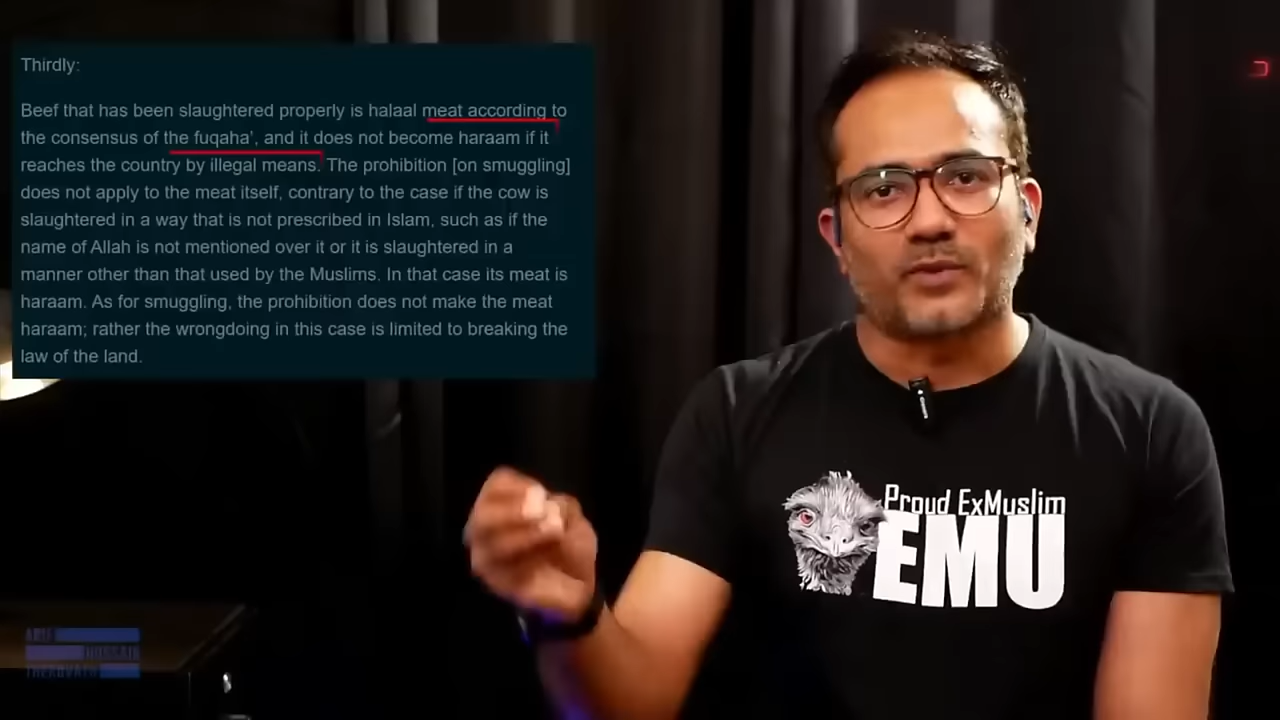 Thirdly:
Beef that has been slaughtered properly is halaal meat according to
the consensus of the fuqaha', and it does not become haraam if it
reaches the country by illegal means. The prohibition [on smuggling]
does not apply to the meat itself, contrary to the case if the cow is
slaughtered in a way that is not prescribed in Islam, such as if the
name of Allah is not mentioned over it or it is slaughtered in a
manner other than that used by the Muslims. In that case its meat is
haraam. As for smuggling, the prohibition does not make the meat
haraam; rather the wrongdoing in this case is limited to breaking the
law of the land.
Proud ExMuslim
EMU
ARIF
HUSSAIN
THERUVATH